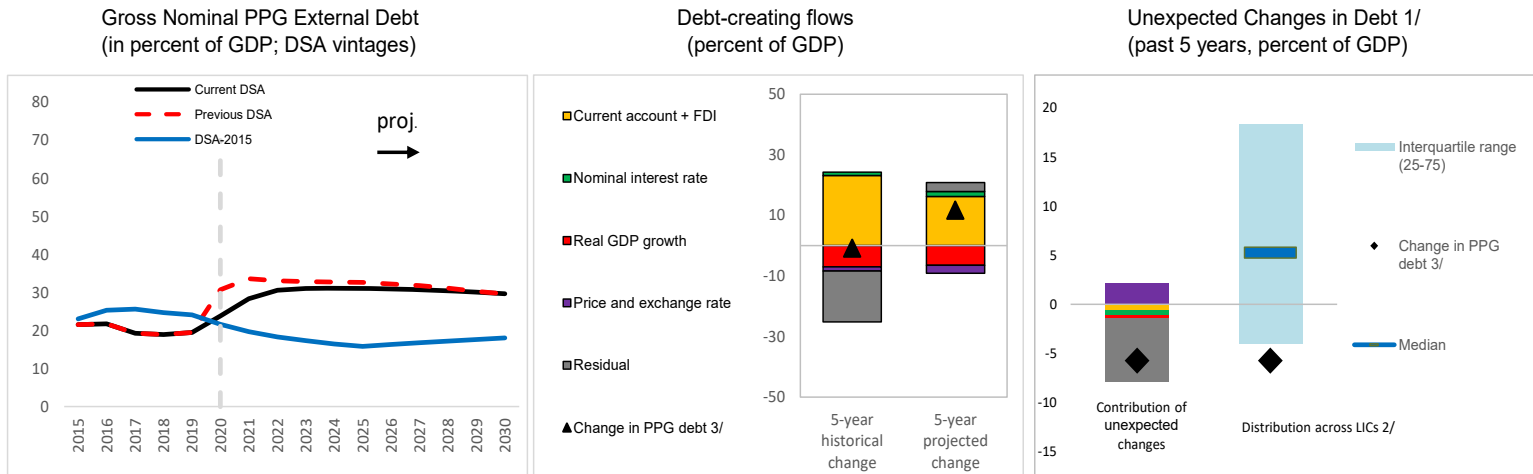 Gross Nominal PPG External Debt
(in percent of GDP; DSA vintages)
Current DSA
Previous DSA
DSA-2015
proj.
80
70
60
50
40
30
20
10
0
2015
2016
2017
2018
2019
2020
2021
2022
2023
2024
2025
2026
2027
2028
2029
2030
Debt-creating flows
(percent of GDP)
Current account + FDI
Nominal interest rate
Real GDP growth
Price and exchange rate
Residual
Change in PPG debt 3/
50
30
10
-10
-30
-50
5-year
historical
change
5-year
projected
change
Unexpected Changes in Debt 1/
(past 5 years, percent of GDP)
20
15
10
5
0
-5
-10
-15
Interquartile range
(25-75)
Change in PPG
debt 3/
Median
Contribution of
unexpected
changes
Distribution across LICs 2/